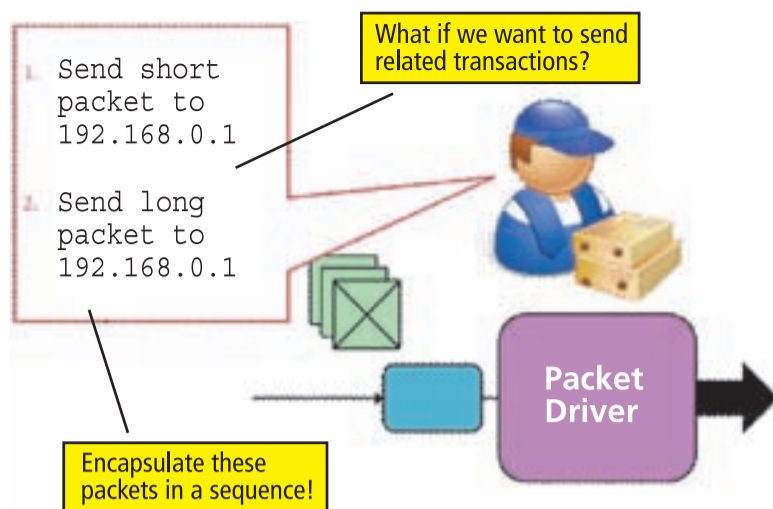 What if we want to send
related transactions?
1. Send short
packet to
192.168.0.1
2. Send long
packet to
192.168.0.1
Packet
Driver
Encapsulate these
packets in a sequence!